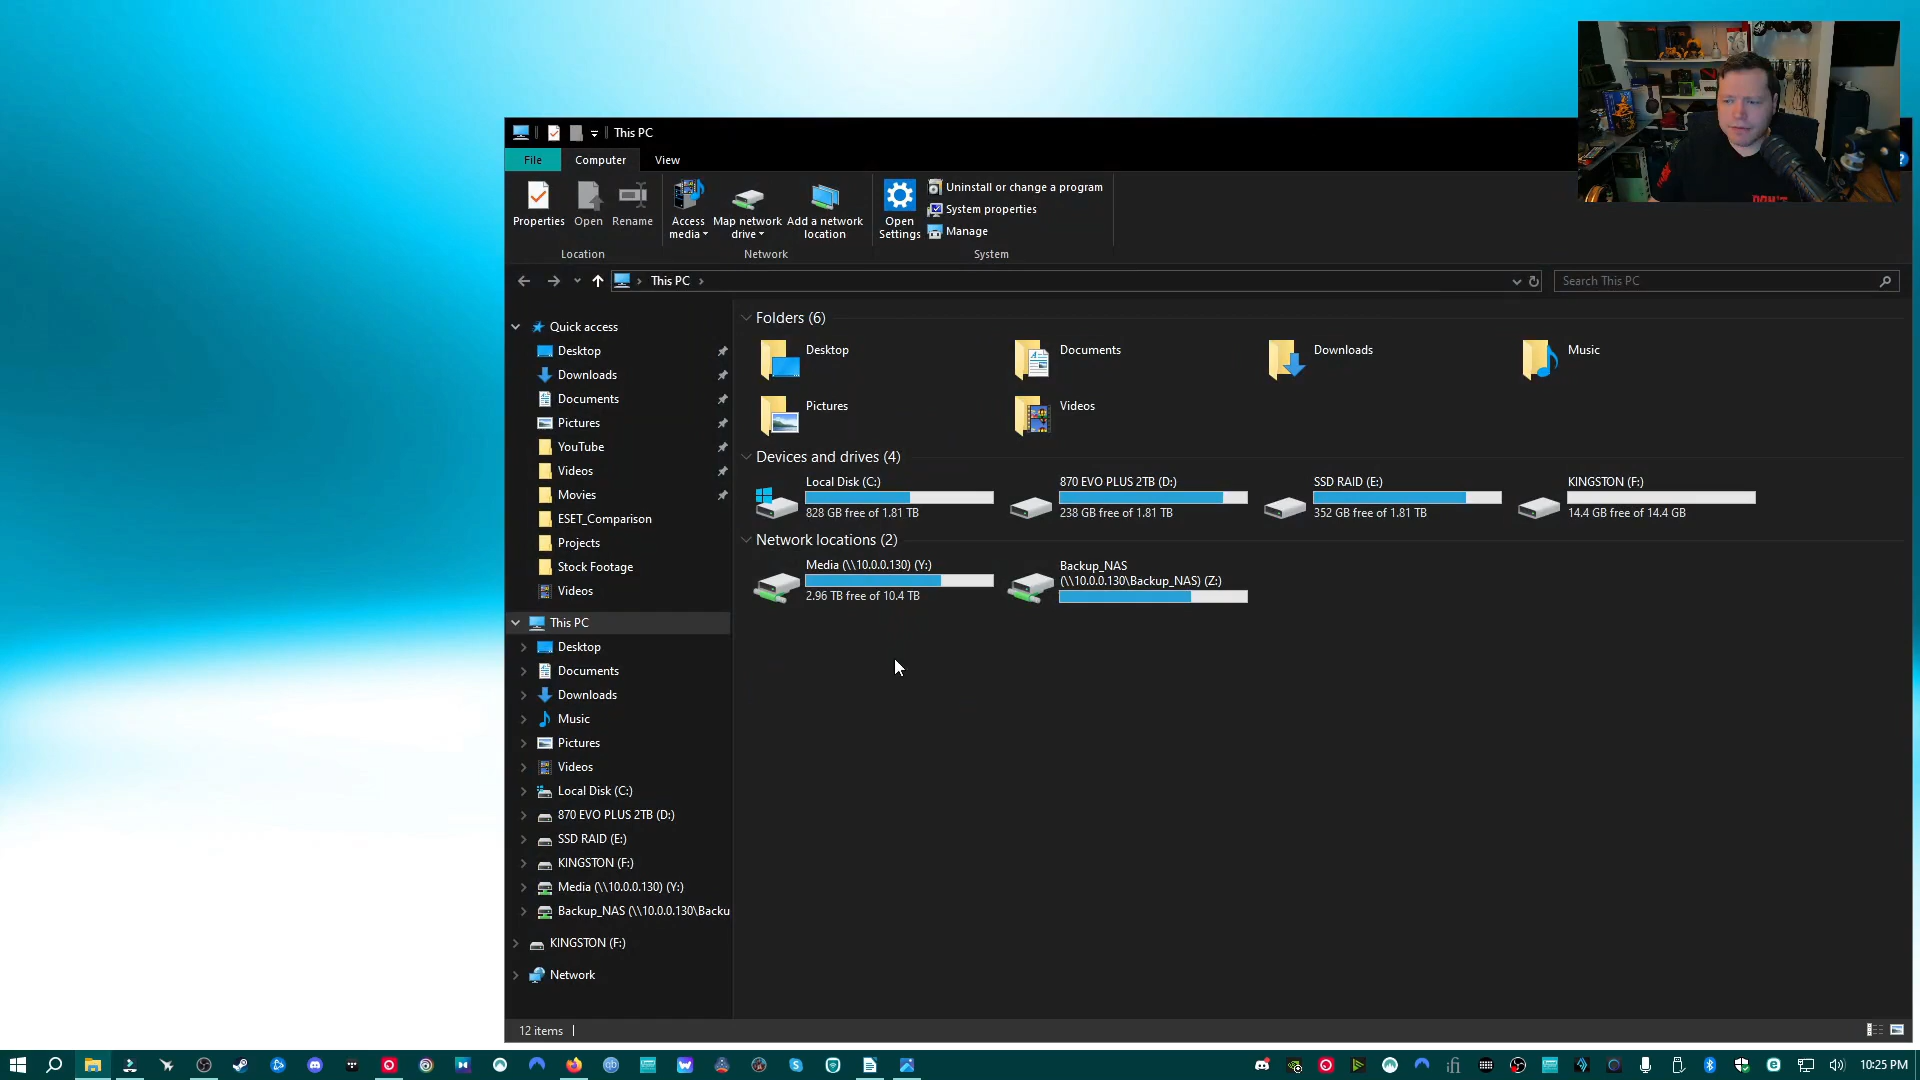 This PC
File
Computer
View
Properties
Open
Rename
Access
media
Map network
drive
Add a network
location
Open
Settings
Uninstall or change a program
System properties
Manage
Location
Network
System
This PC
Search This PC
Quick access
Desktop
Downloads
Documents
Pictures
YouTube
Videos
Movies
ESET_Comparison
Projects
Stock Footage
Videos
This PC
Desktop
Documents
Downloads
Music
Pictures
Videos
Local Disk (C:)
870 EVO PLUS 2TB (D:)
SSD RAID (E:)
KINGSTON (F:)
Media (\\10.0.0.130) (Y:)
Backup_NAS (\\10.0.0.130\Backu
KINGSTON (F:)
Network
Folders (6)
Desktop
Documents
Downloads
Music
Pictures
Videos
Devices and drives (4)
Local Disk (C:)
828 GB free of 1.81 TB
870 EVO PLUS 2TB (D:)
238 GB free of 1.81 TB
SSD RAID (E:)
352 GB free of 1.81 TB
KINGSTON (F:)
14.4 GB free of 14.4 GB
Network locations (2)
Media (\\10.0.0.130) (Y:)
2.96 TB free of 10.4 TB
Backup_NAS
(\\10.0.0.130\Backup_NAS) (Z:)
12 items
10:25 PM